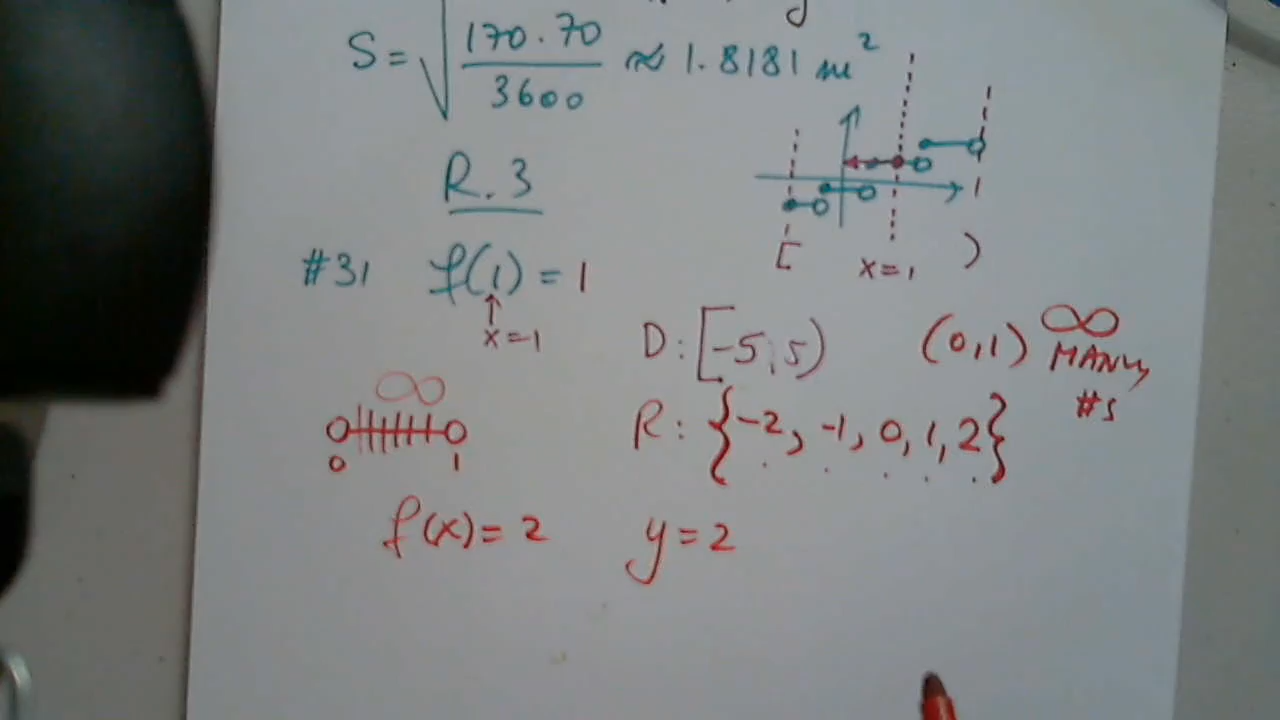 S = √(170.70/3600) ≈ 1.8181 m²
R.3
1
[ x=1 )
#31 f(1) = 1
↑
x=-1
D: [-5,5) (0,1) ∞
MANY
#s
∞
R: {-2, -1, 0, 1, 2}
0 1
f(x)=2 y=2